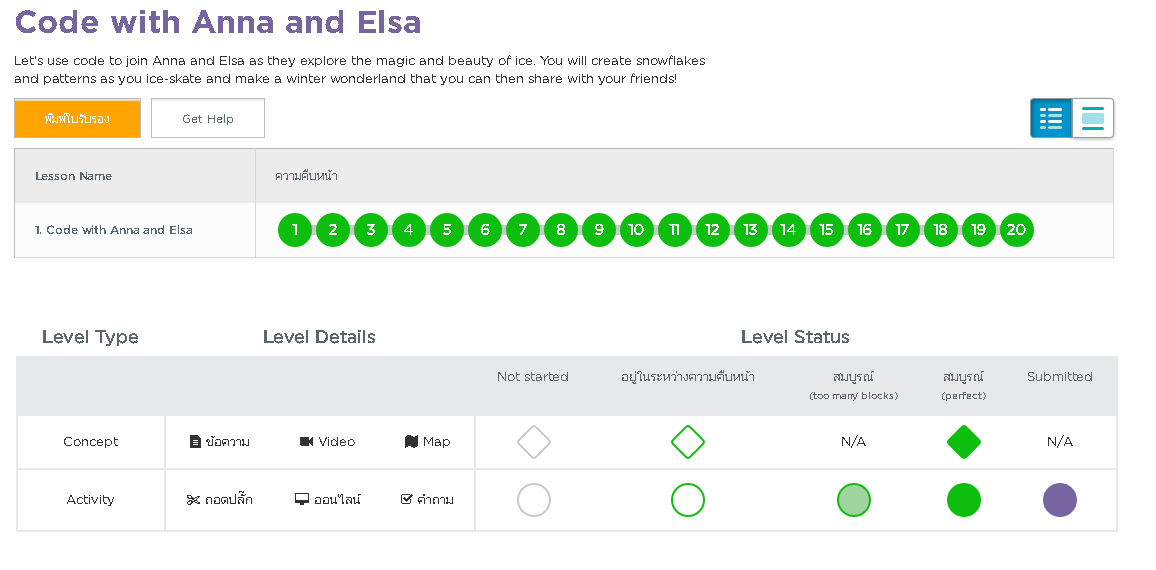 Code with Anna and Elsa
Let's use code to join Anna and Elsa as they explore the magic and beauty of ice. You will create snowflakes
and patterns as you ice-skate and make a winter wonderland that you can then share with your friends!
พิมพ์ใบรับรอง Get Help
Lesson Name ความคืบหน้า
1. Code with Anna and Elsa 1 2 3 4 5 6 7 8 9 10 11 12 13 14 15 16 17 18 19 20
Level Type Level Details Level Status
Not started อยู่ในระหว่างความคืบหน้า สมบูรณ์ สมบูรณ์ Submitted
(too many blocks) (perfect)
Concept ข้อความ Video Map N/A N/A
Activity ถอดปลั๊ก ออนไลน์ คำถาม